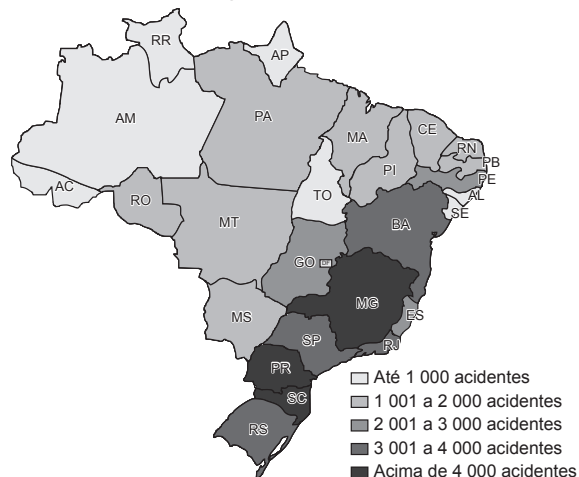 RR
AP
AM
PA
MA
CE
RN
PB
PE
AL
SE
PI
AC
RO
TO
BA
MT
GO
DF
MG
ES
MS
SP
RJ
PR
SC
RS
Até 1 000 acidentes
1 001 a 2 000 acidentes
2 001 a 3 000 acidentes
3 001 a 4 000 acidentes
Acima de 4 000 acidentes